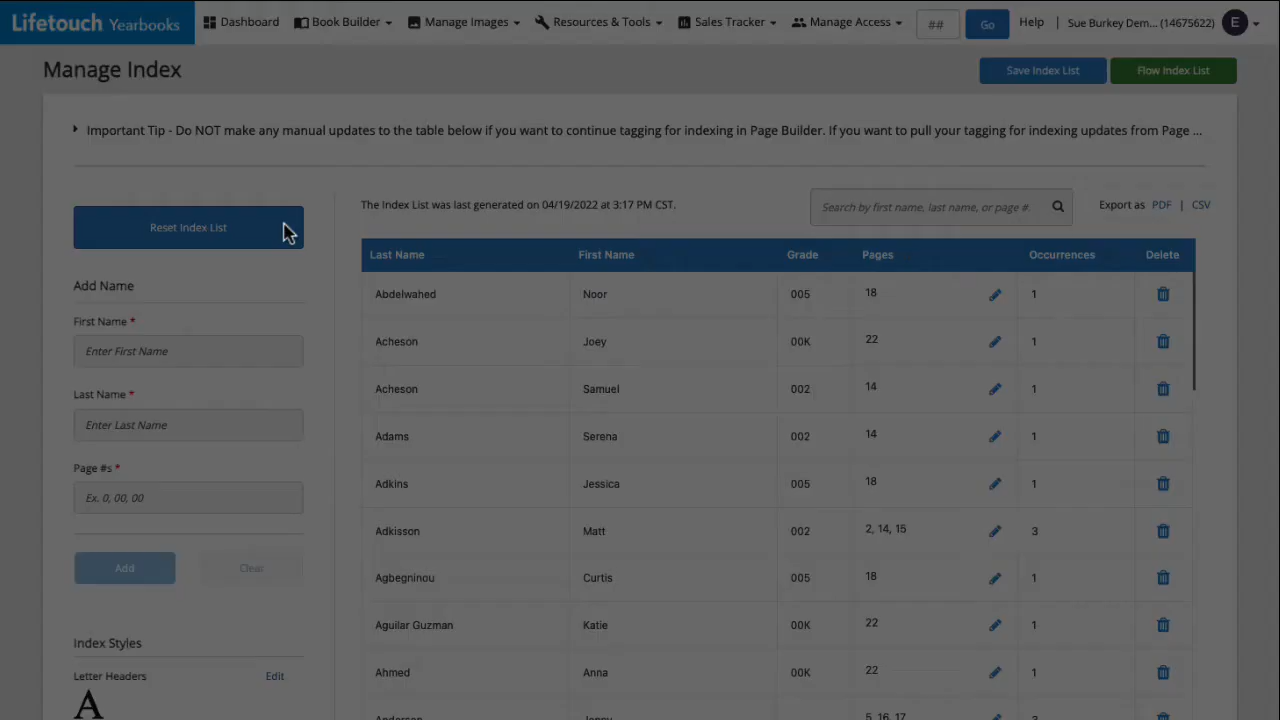 Lifetouch Yearbooks
Dashboard
Book Builder
Manage Images
Resources & Tools
Sales Tracker
Manage Access
##
Go
Help
Sue Burkey Dem... (14675622)
E
Manage Index
Save Index List
Flow Index List
Important Tip - Do NOT make any manual updates to the table below if you want to continue tagging for indexing in Page Builder. If you want to pull your tagging for indexing updates from Page ...
Reset Index List
Add Name
First Name *
Enter First Name
Last Name *
Enter Last Name
Page #s *
Ex. 0, 00, 00
Add
Clear
Index Styles
Letter Headers
Edit
A
The Index List was last generated on 04/19/2022 at 3:17 PM CST.
Search by first name, last name, or page #.
Export as PDF | CSV
Last Name First Name Grade Pages Occurrences Delete
Abdelwahed Noor 005 18 1
Acheson Joey 00K 22 1
Acheson Samuel 002 14 1
Adams Serena 002 14 1
Adkins Jessica 005 18 1
Adkisson Matt 002 2, 14, 15 3
Agbegninou Curtis 005 18 1
Aguilar Guzman Katie 00K 22 1
Ahmed Anna 00K 22 1
5, 16, 17